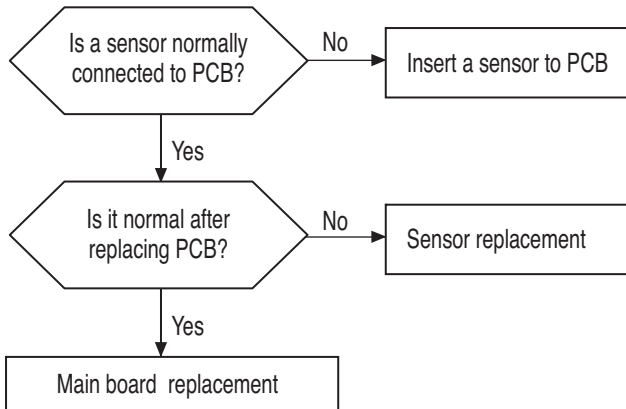 Is a sensor normally
connected to PCB?
No
Insert a sensor to PCB
Yes
Is it normal after
replacing PCB?
No
Sensor replacement
Yes
Main board replacement